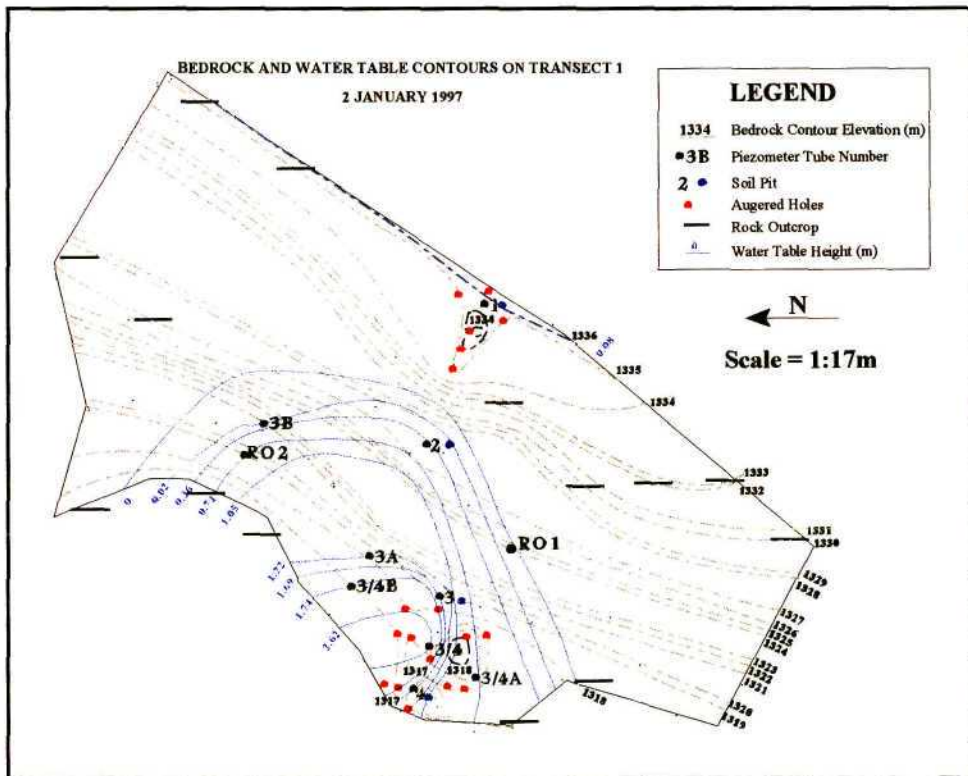 BEDROCK AND WATER TABLE CONTOURS ON TRANSECT 1
2 JANUARY 1997
LEGEND
1334 Bedrock Contour Elevation (m)
3B Piezometer Tube Number
2 Soil Pit
Augered Holes
Rock Outcrop
0 Water Table Height (m)
N
Scale = 1:17m
1
1334
1336
0.08
1335
1334
1333
1332
1331
1330
1329
1328
1327
1326
1325
1324
1323
1322
1321
1320
1319
1318
3B
RO2
2
RO1
0
0.02
0.71
1.05
3A
3/4B
3
3/4
3/4A
4
1317
1318
1317
1.22
1.74
2.62